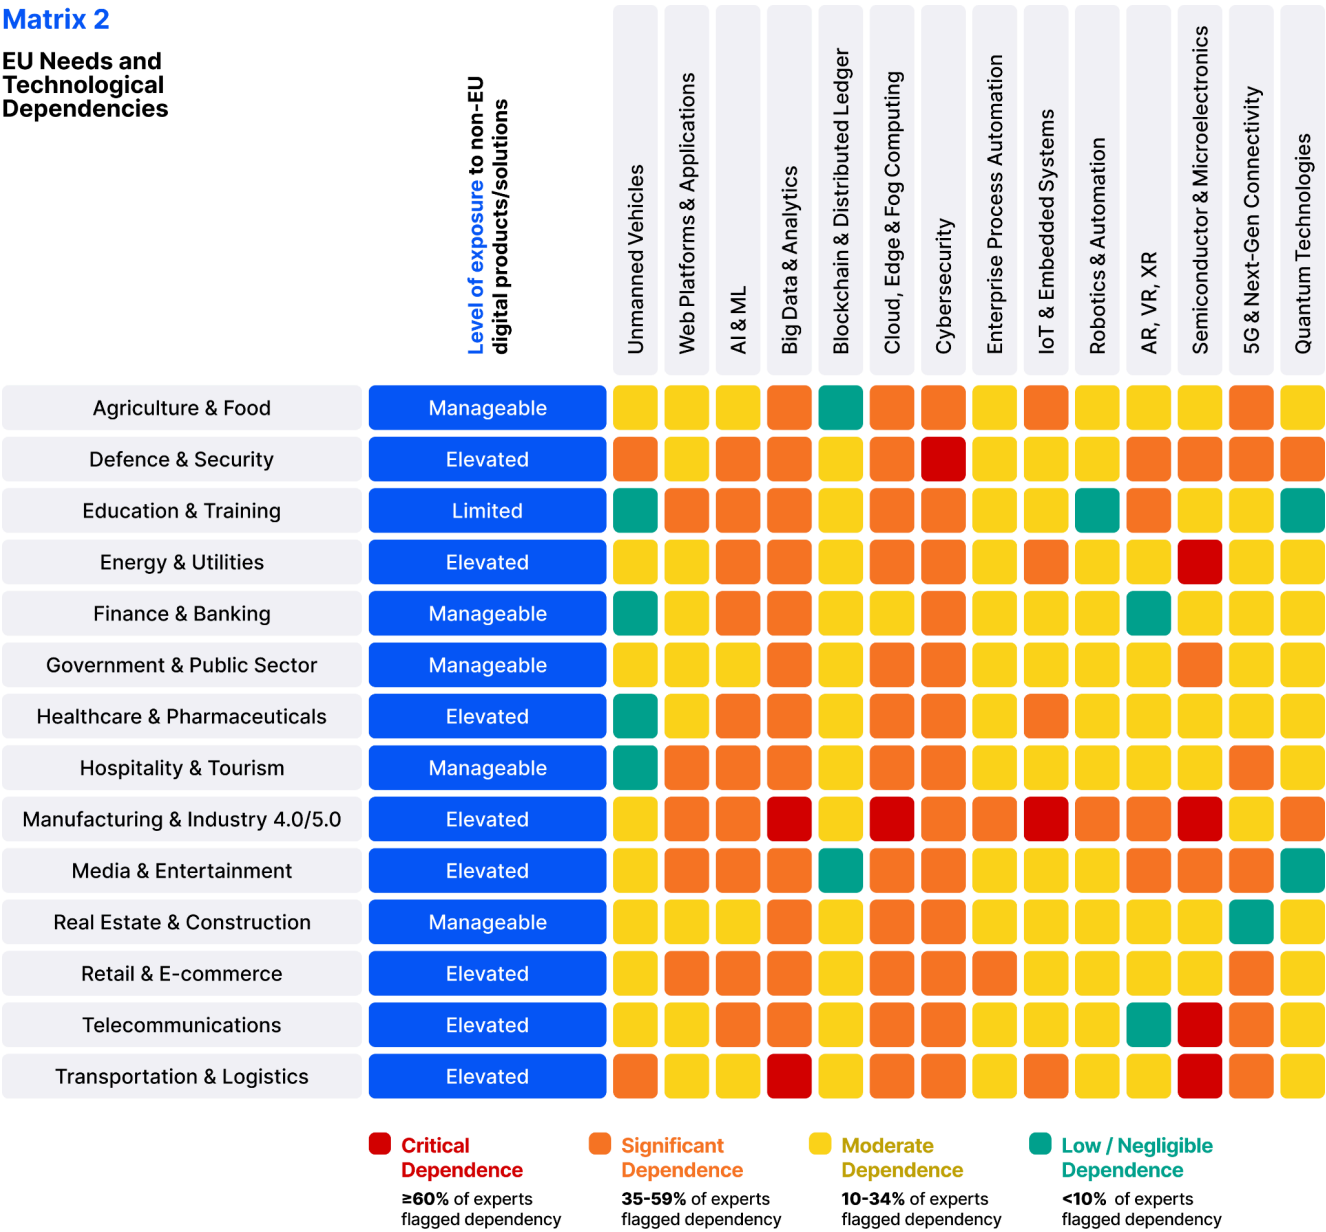 Matrix 2
EU Needs and
Technological
Dependencies
Level of exposure to non-EU
digital products/solutions
Unmanned Vehicles
Web Platforms & Applications
AI & ML
Big Data & Analytics
Blockchain & Distributed Ledger
Cloud, Edge & Fog Computing
Cybersecurity
Enterprise Process Automation
IoT & Embedded Systems
Robotics & Automation
AR, VR, XR
Semiconductor & Microelectronics
5G & Next-Gen Connectivity
Quantum Technologies
Agriculture & Food Manageable
Defence & Security Elevated
Education & Training Limited
Energy & Utilities Elevated
Finance & Banking Manageable
Government & Public Sector Manageable
Healthcare & Pharmaceuticals Elevated
Hospitality & Tourism Manageable
Manufacturing & Industry 4.0/5.0 Elevated
Media & Entertainment Elevated
Real Estate & Construction Manageable
Retail & E-commerce Elevated
Telecommunications Elevated
Transportation & Logistics Elevated
Critical
Dependence
≥60% of experts
flagged dependency
Significant
Dependence
35-59% of experts
flagged dependency
Moderate
Dependence
10-34% of experts
flagged dependency
Low / Negligible
Dependence
<10% of experts
flagged dependency